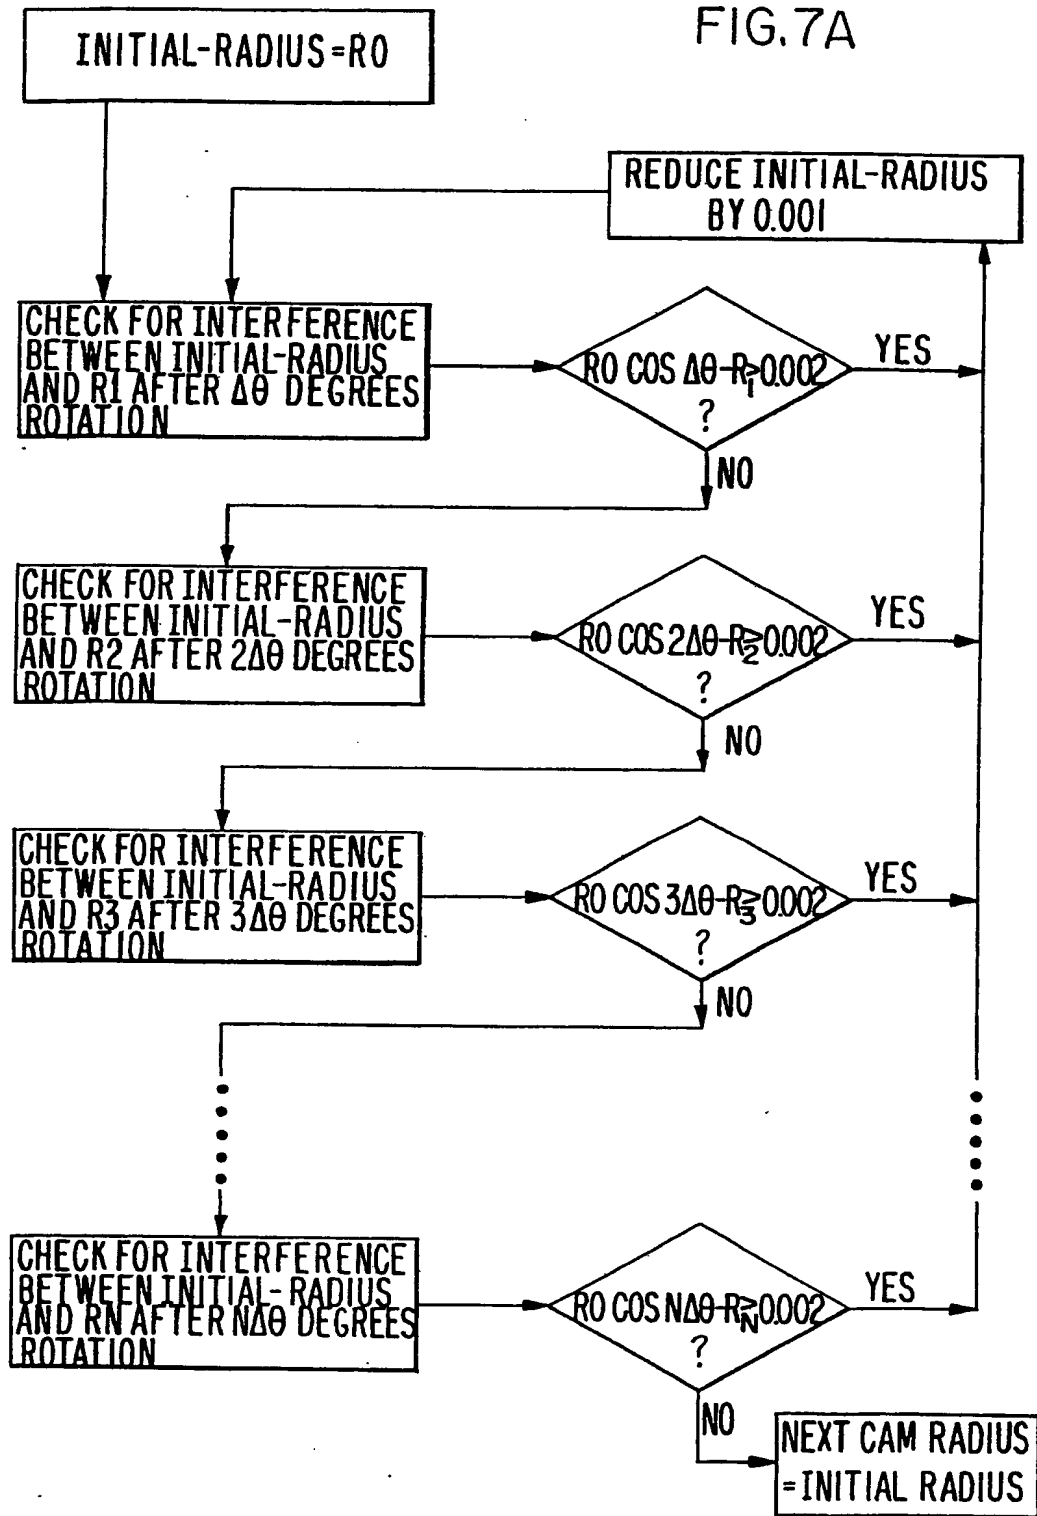 FIG.7A
INITIAL-RADIUS=R0
REDUCE INITIAL-RADIUS
BY 0.001
CHECK FOR INTERFERENCE
BETWEEN INITIAL-RADIUS
AND R1 AFTER Δθ DEGREES
ROTATION
R0 COS Δθ-R₁≥0.002
?
YES
NO
CHECK FOR INTERFERENCE
BETWEEN INITIAL-RADIUS
AND R2 AFTER 2Δθ DEGREES
ROTATION
R0 COS 2Δθ-R₂≥0.002
?
YES
NO
CHECK FOR INTERFERENCE
BETWEEN INITIAL-RADIUS
AND R3 AFTER 3Δθ DEGREES
ROTATION
R0 COS 3Δθ-R₃≥0.002
?
YES
NO
CHECK FOR INTERFERENCE
BETWEEN INITIAL-RADIUS
AND RN AFTER NΔθ DEGREES
ROTATION
R0 COS NΔθ-R_N≥0.002
?
YES
NO
NEXT CAM RADIUS
=INITIAL RADIUS